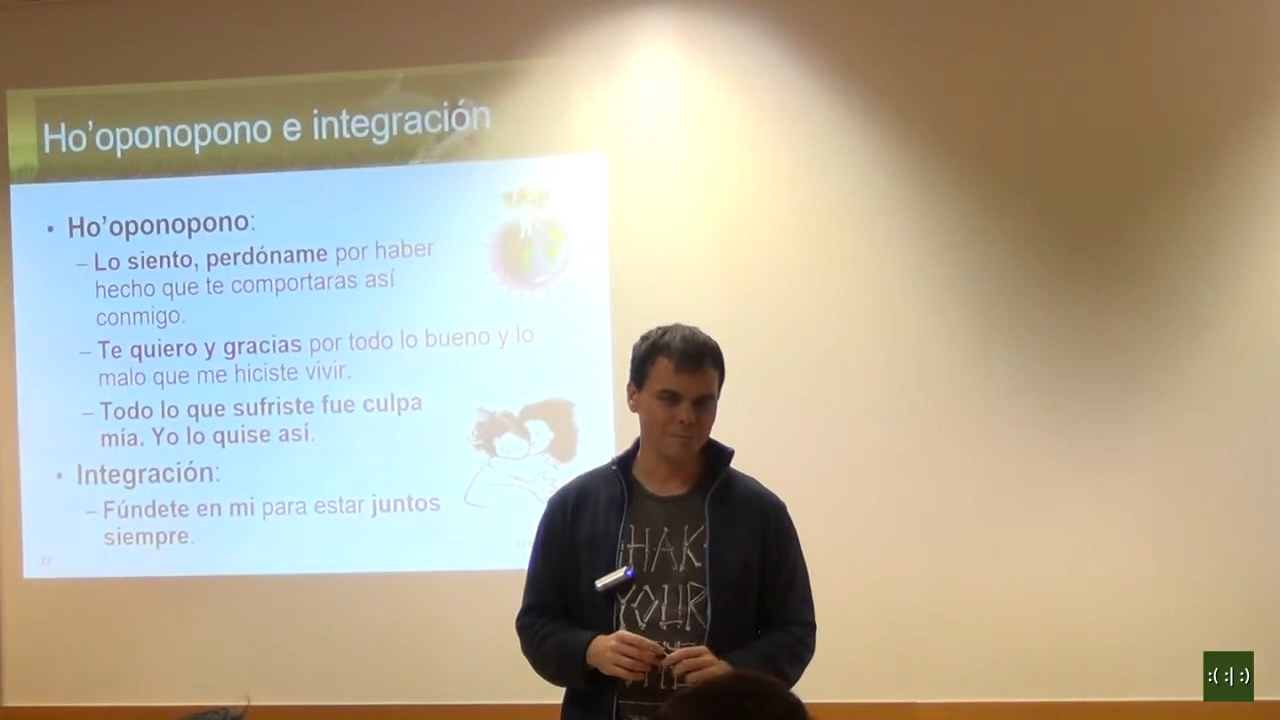 Ho'oponopono e integración
• Ho'oponopono:
– Lo siento, perdóname por haber
hecho que te comportaras así
conmigo.
– Te quiero y gracias por todo lo bueno y lo
malo que me hiciste vivir.
– Todo lo que sufriste fue culpa
mía. Yo lo quise así.
• Integración:
– Fúndete en mi para estar juntos
siempre.
YOUR
:( :| :)